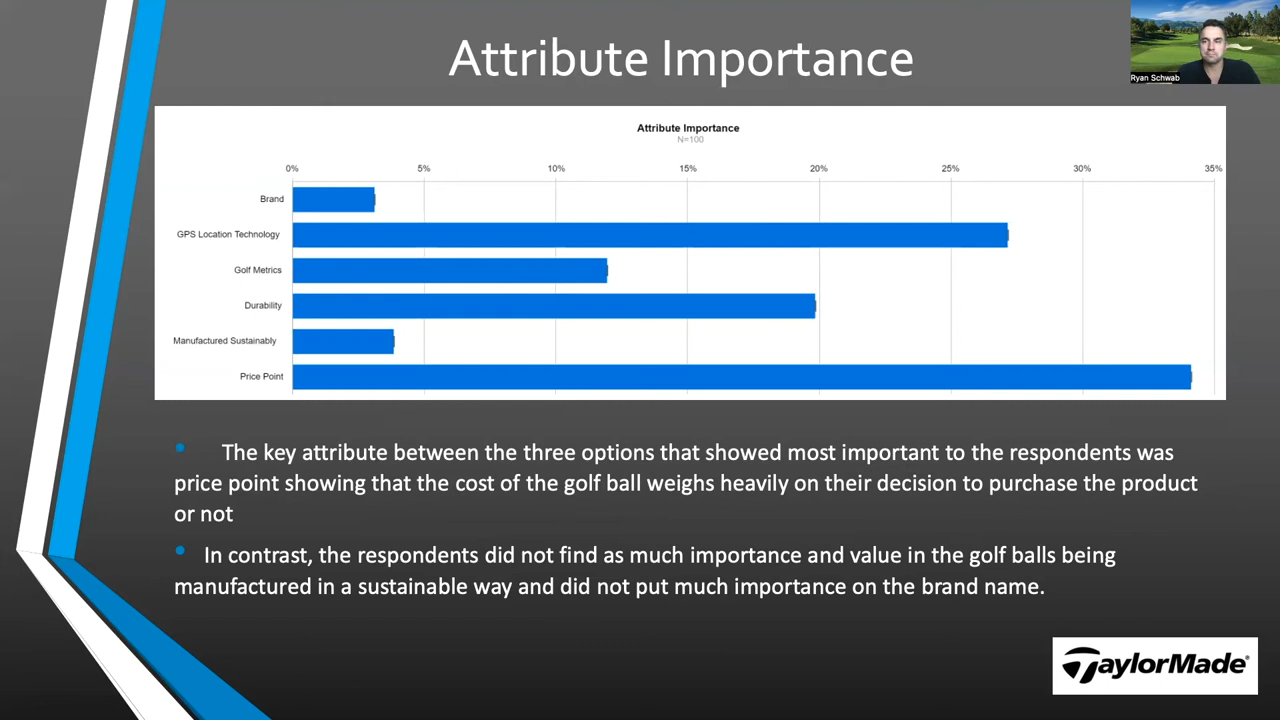 Attribute Importance
Ryan Schwab
Attribute Importance
N=100
0% 5% 10% 15% 20% 25% 30% 35%
Brand
GPS Location Technology
Golf Metrics
Durability
Manufactured Sustainably
Price Point
• The key attribute between the three options that showed most important to the respondents was
price point showing that the cost of the golf ball weighs heavily on their decision to purchase the product
or not
• In contrast, the respondents did not find as much importance and value in the golf balls being
manufactured in a sustainable way and did not put much importance on the brand name.
TaylorMade®